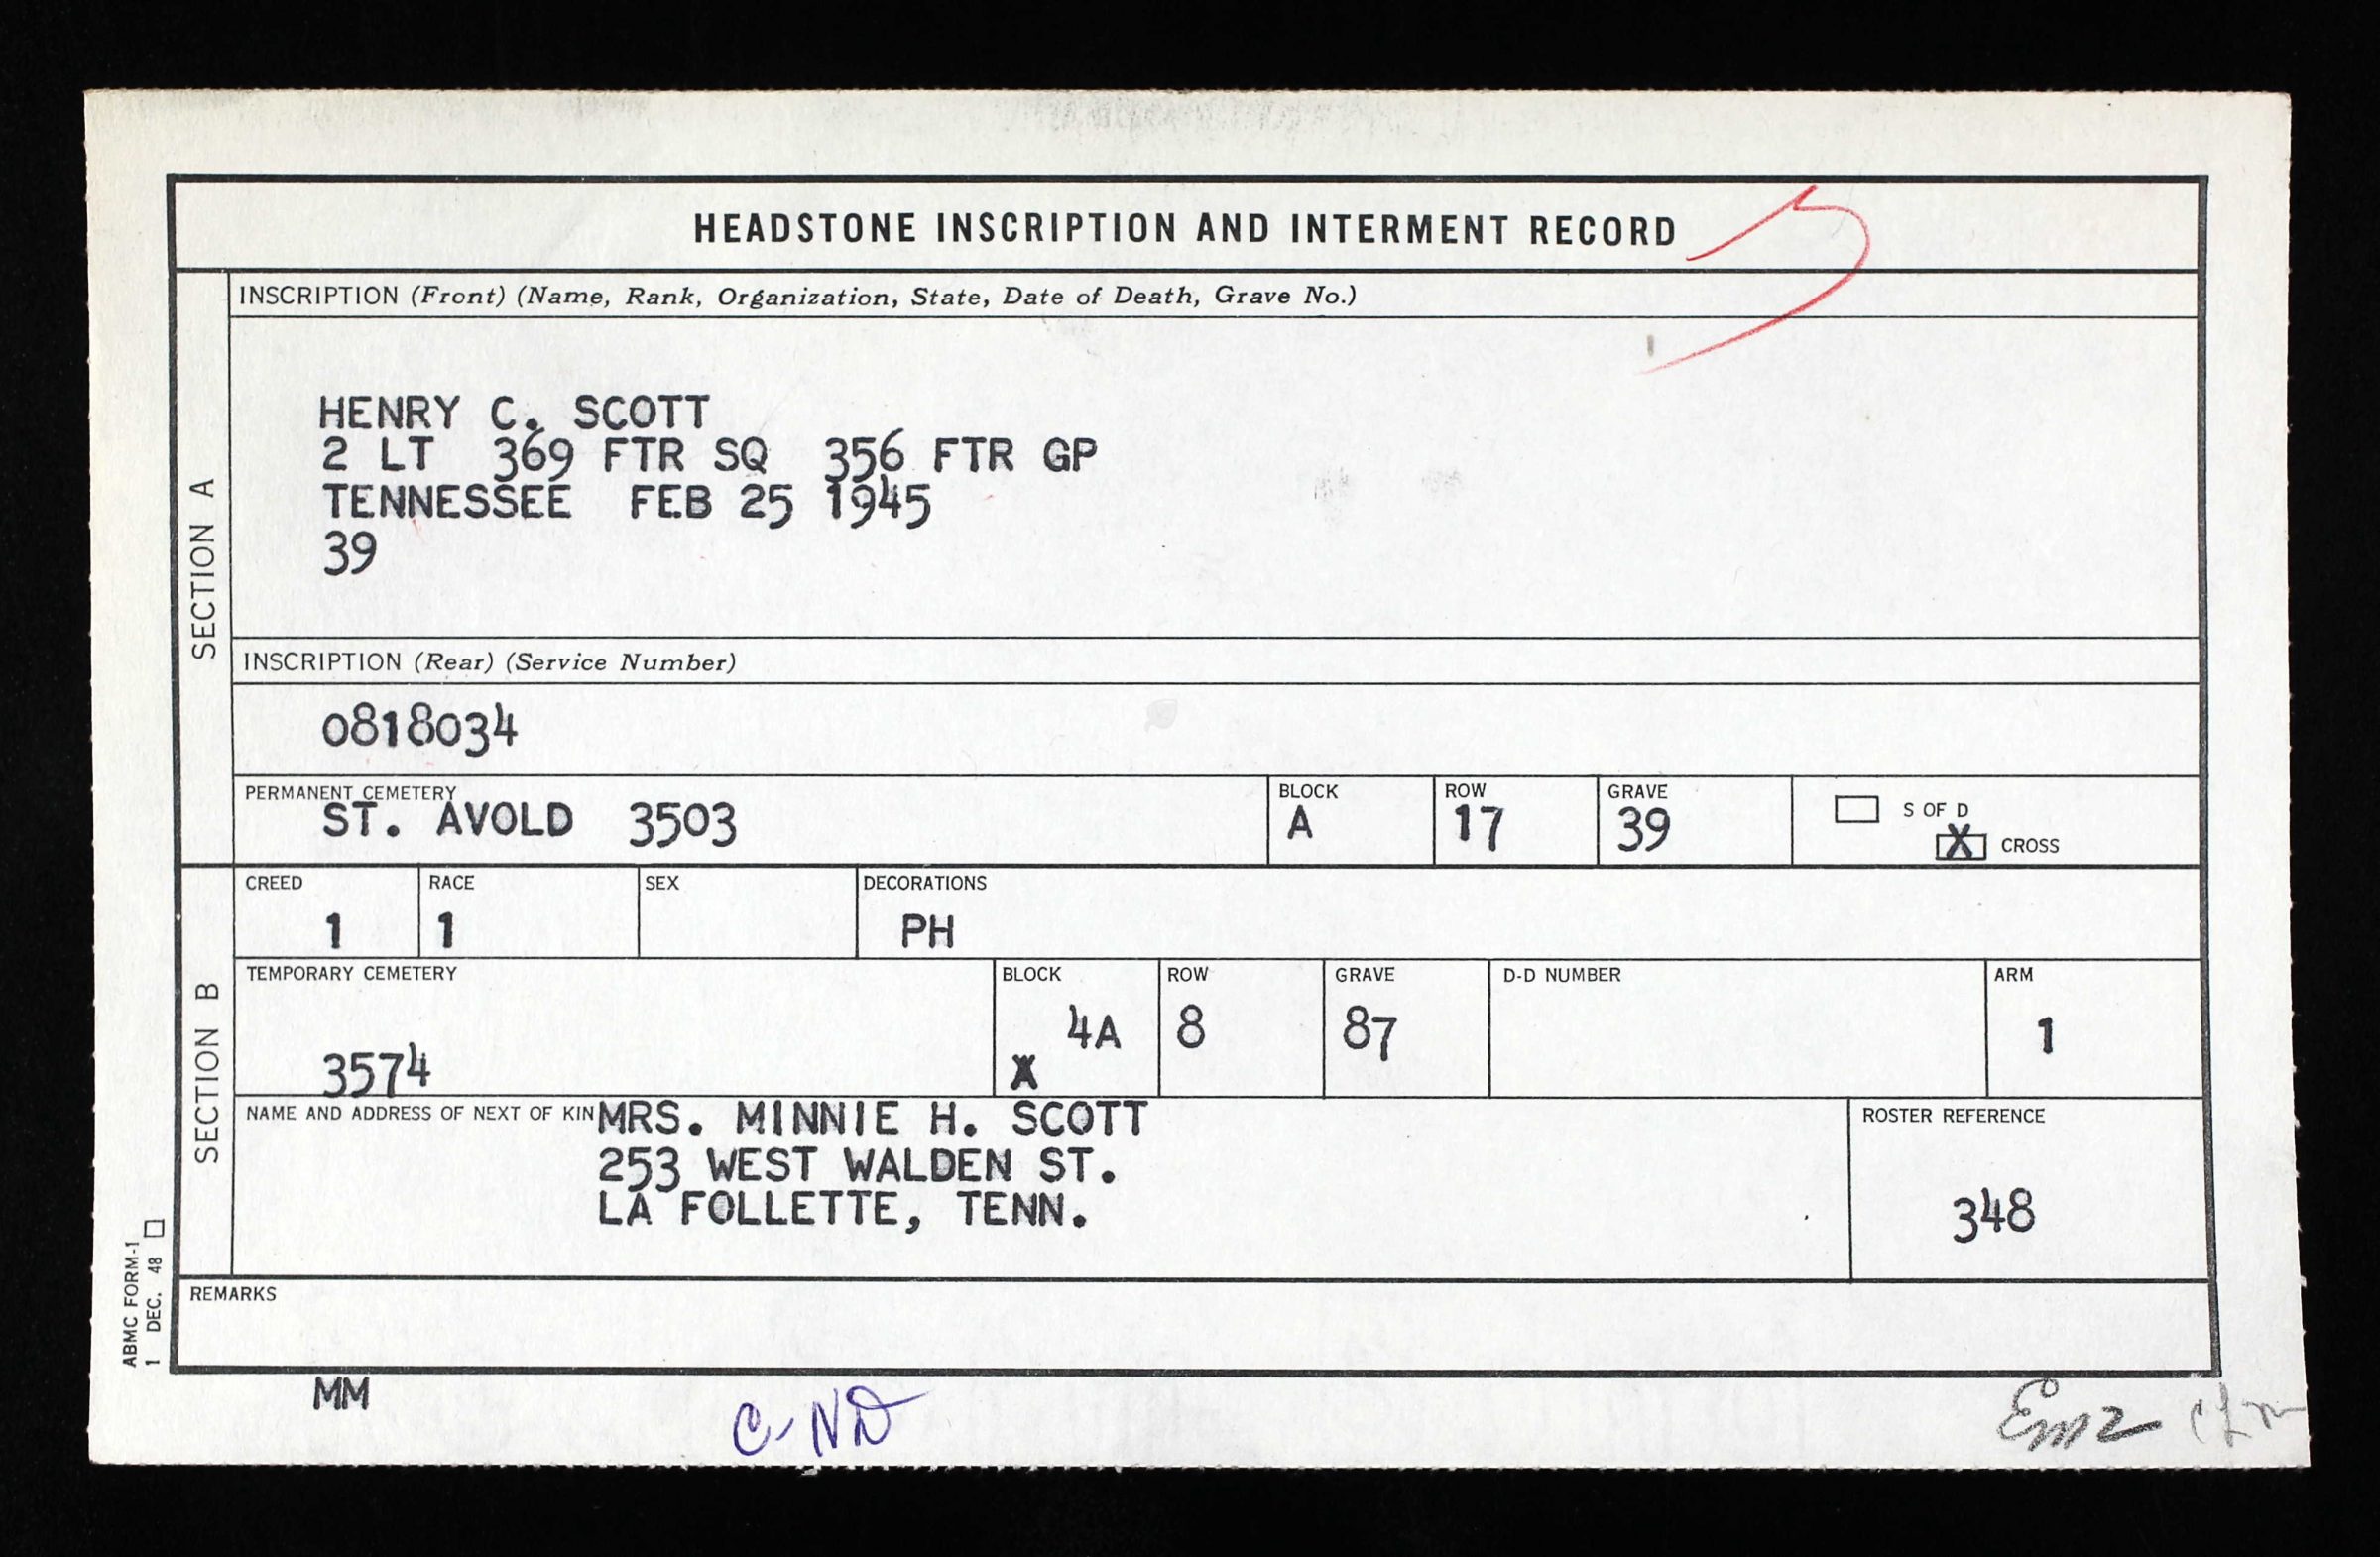 HEADSTONE INSCRIPTION AND INTERMENT RECORD
SECTION A
INSCRIPTION (Front) (Name, Rank, Organization, State, Date of Death, Grave No.)
HENRY C. SCOTT
2 LT 369 FTR SQ 356 FTR GP
TENNESSEE FEB 25 1945
39
INSCRIPTION (Rear) (Service Number)
0818034
PERMANENT CEMETERY
ST. AVOLD 3503
BLOCK
A
ROW
17
GRAVE
39
S OF D
X CROSS
SECTION B
CREED
1
RACE
1
SEX
DECORATIONS
PH
TEMPORARY CEMETERY
3574
BLOCK
4A
X
ROW
8
GRAVE
87
D-D NUMBER
ARM
1
NAME AND ADDRESS OF NEXT OF KIN MRS. MINNIE H. SCOTT
253 WEST WALDEN ST.
LA FOLLETTE, TENN.
ROSTER REFERENCE
348
REMARKS
ABMC FORM-1
1 DEC. 48
MM
C-ND